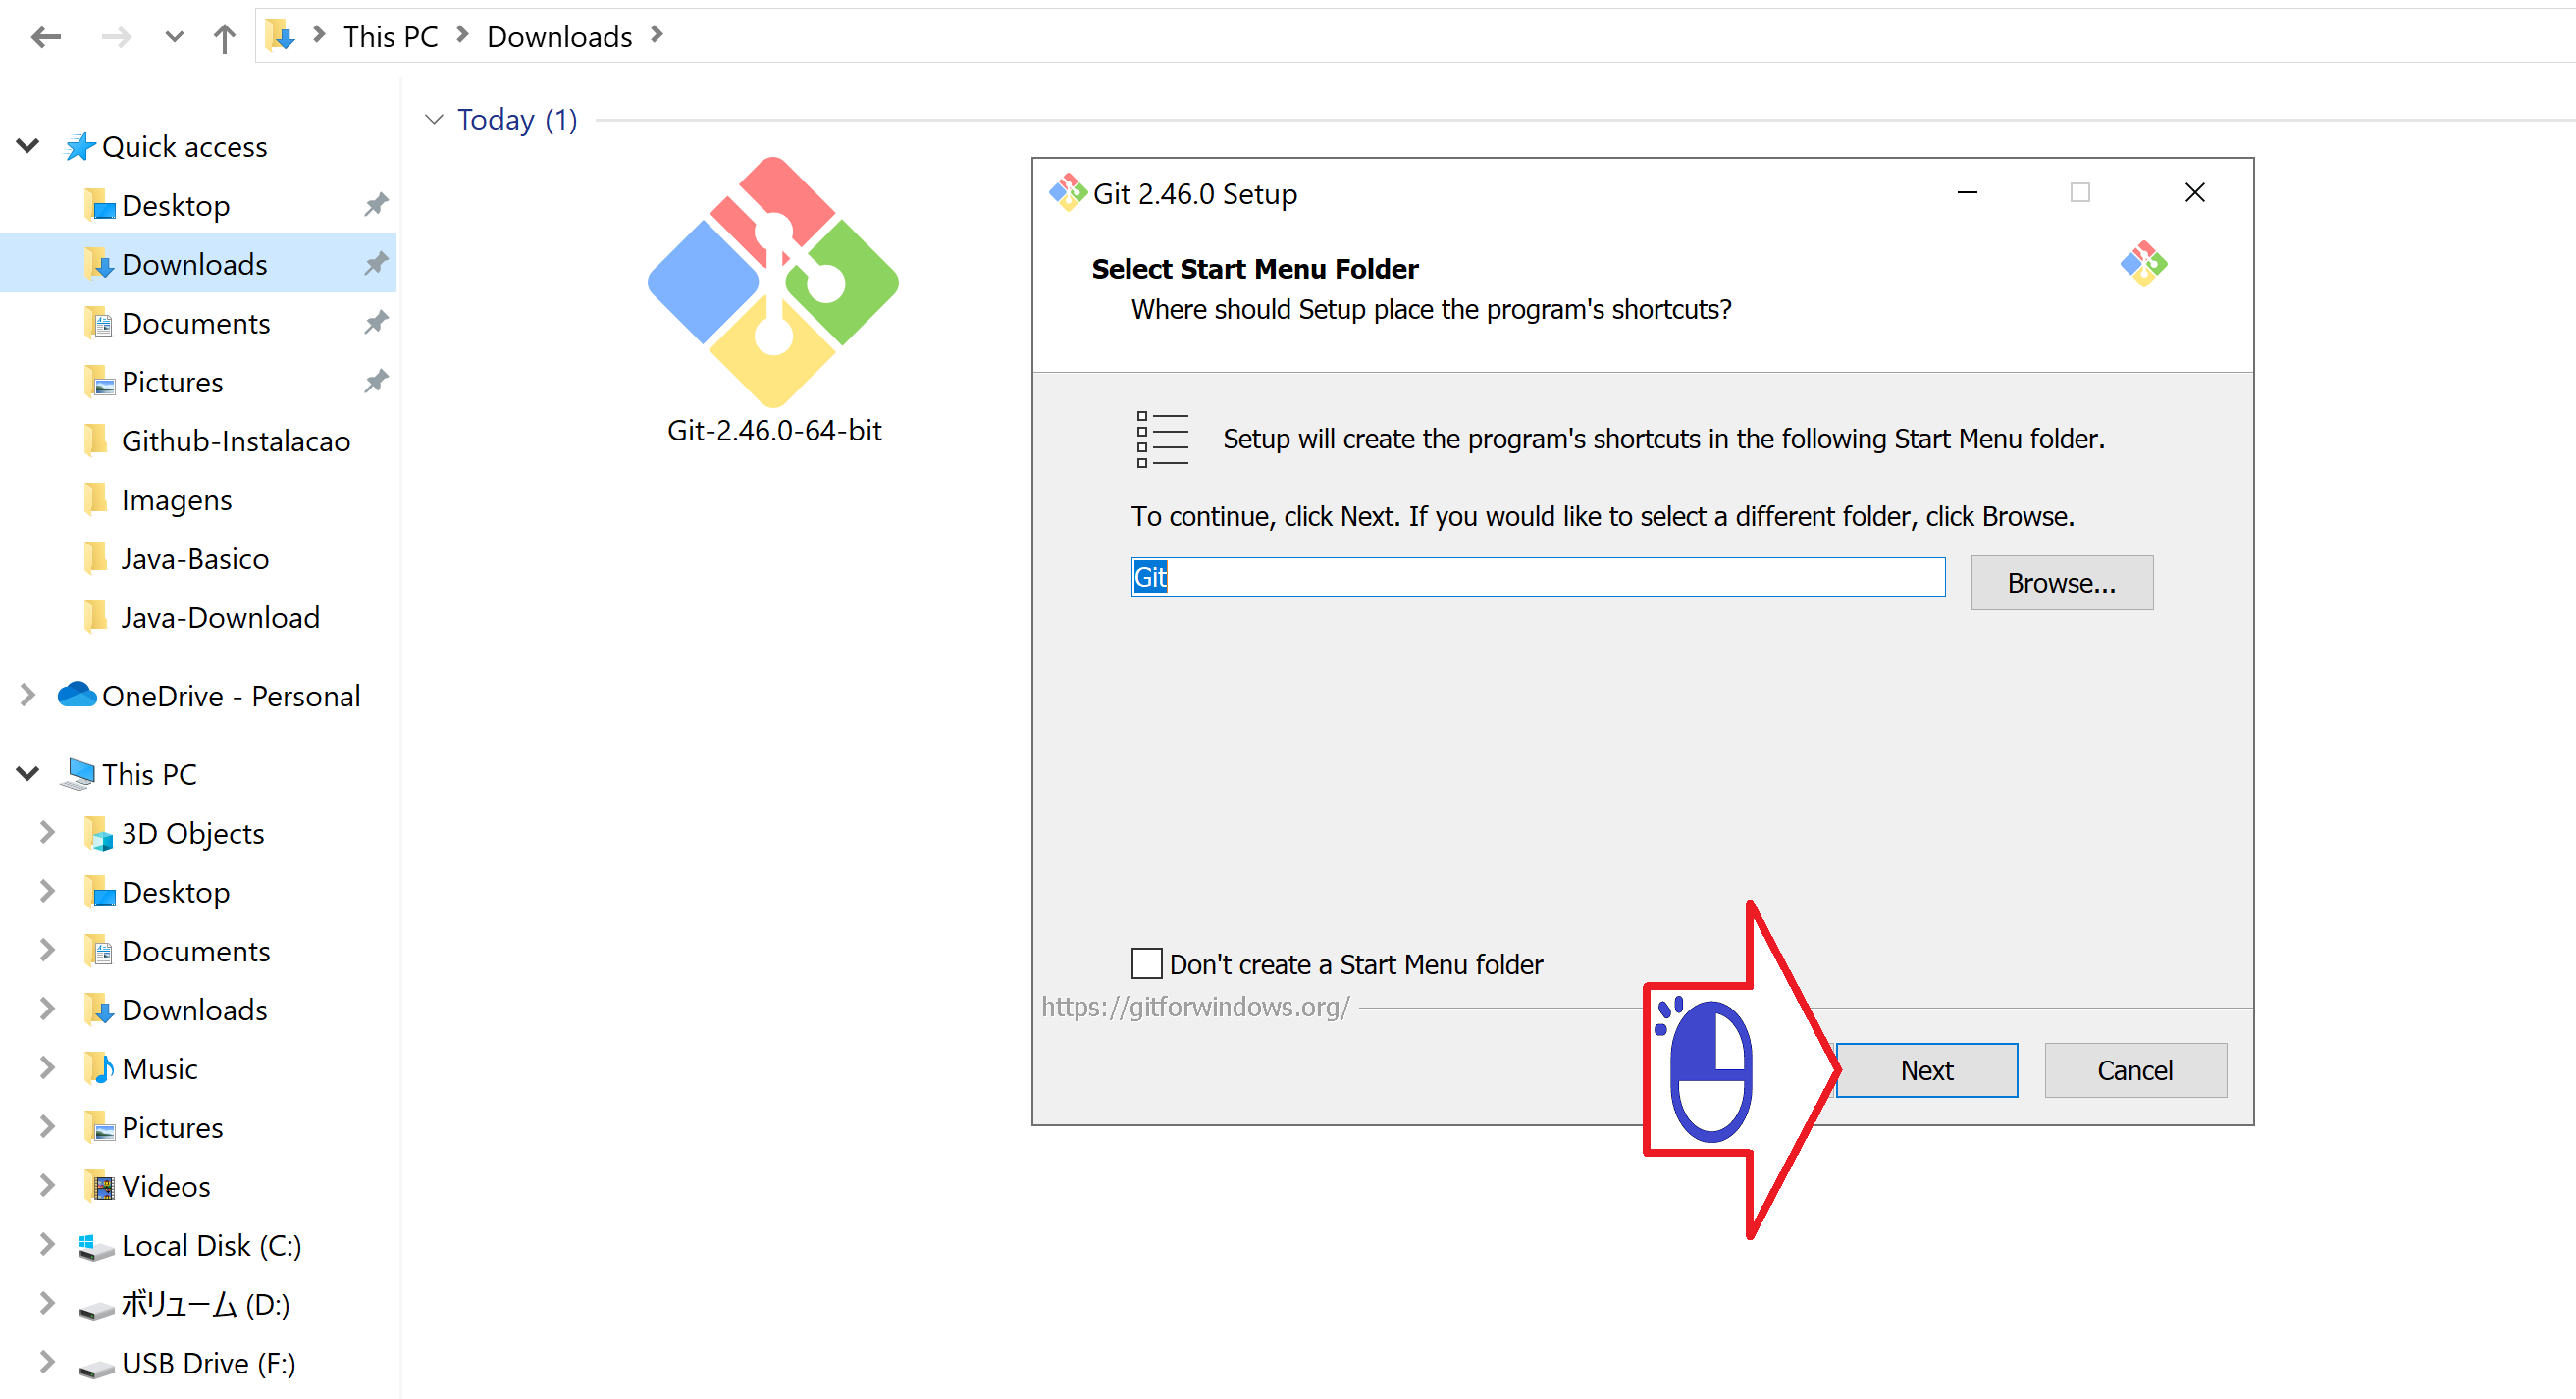 This PC
Downloads
Today (1)
Quick access
Desktop
Downloads
Documents
Pictures
Github-Instalacao
Imagens
Java-Basico
Java-Download
OneDrive - Personal
This PC
3D Objects
Desktop
Documents
Downloads
Music
Pictures
Videos
Local Disk (C:)
ボリューム (D:)
USB Drive (F:)
Git-2.46.0-64-bit
Git 2.46.0 Setup
Select Start Menu Folder
Where should Setup place the program's shortcuts?
Setup will create the program's shortcuts in the following Start Menu folder.
To continue, click Next. If you would like to select a different folder, click Browse.
Git
Browse...
Don't create a Start Menu folder
https://gitforwindows.org/
Next
Cancel